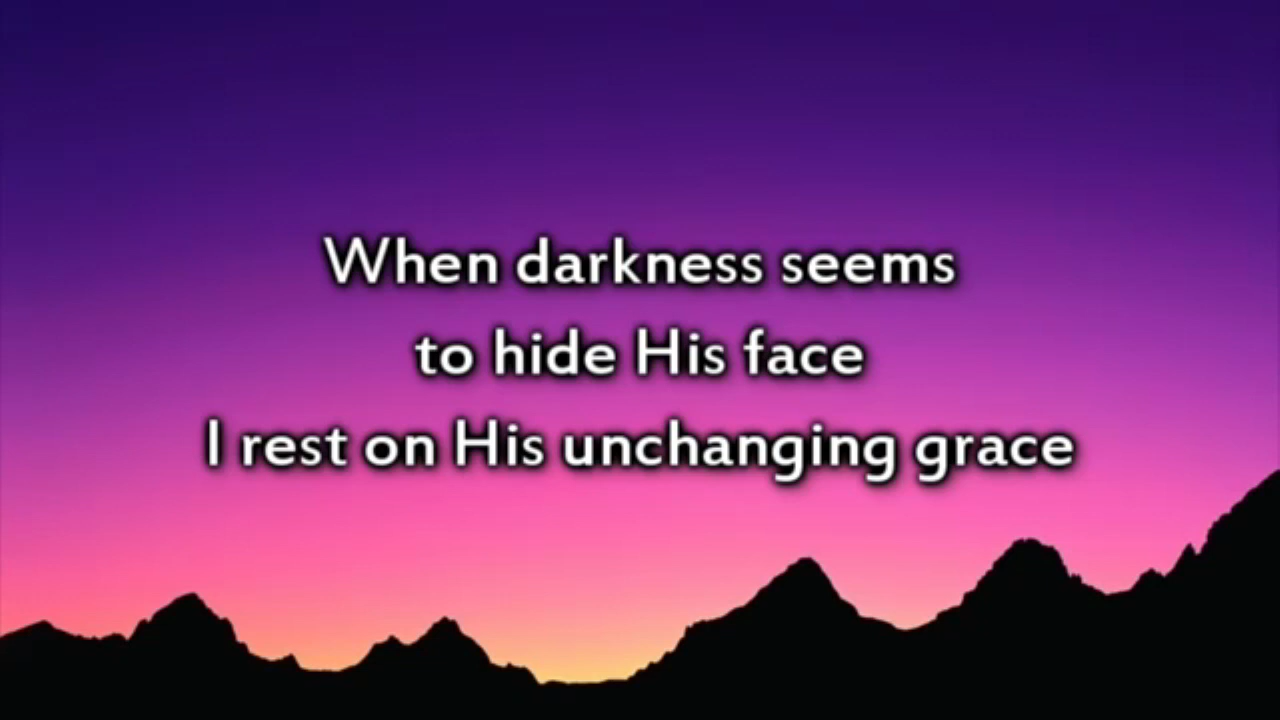 When darkness seems
to hide His face
I rest on His unchanging grace